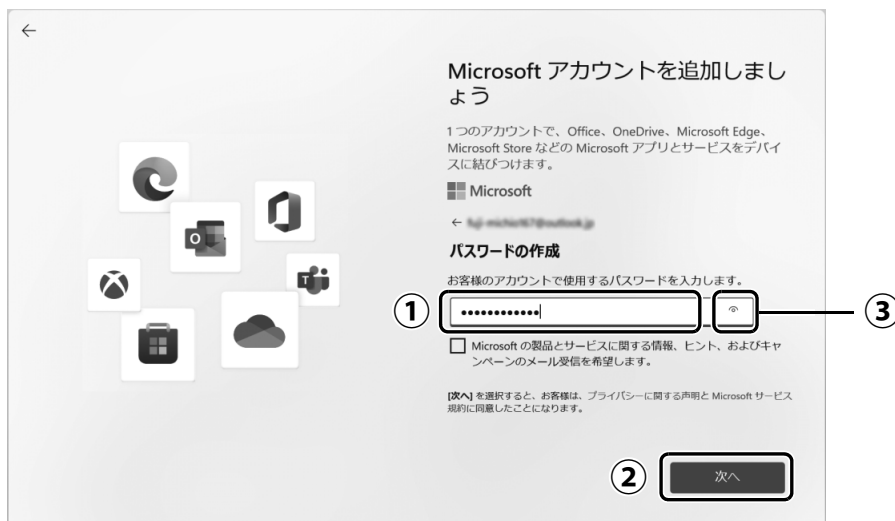 ←
Microsoft アカウントを追加しまし
ょう
1 つのアカウントで、Office、OneDrive、Microsoft Edge、
Microsoft Store などの Microsoft アプリとサービスをデバイ
スに結びつけます。
Microsoft
←
パスワードの作成
お客様のアカウントで使用するパスワードを入力します。
① ●●●●●●●●●●●● ③
Microsoft の製品とサービスに関する情報、ヒント、およびキャ
ンペーンのメール受信を希望します。
[次へ] を選択すると、お客様は、プライバシーに関する声明と Microsoft サービス
規約に同意したことになります。
② 次へ